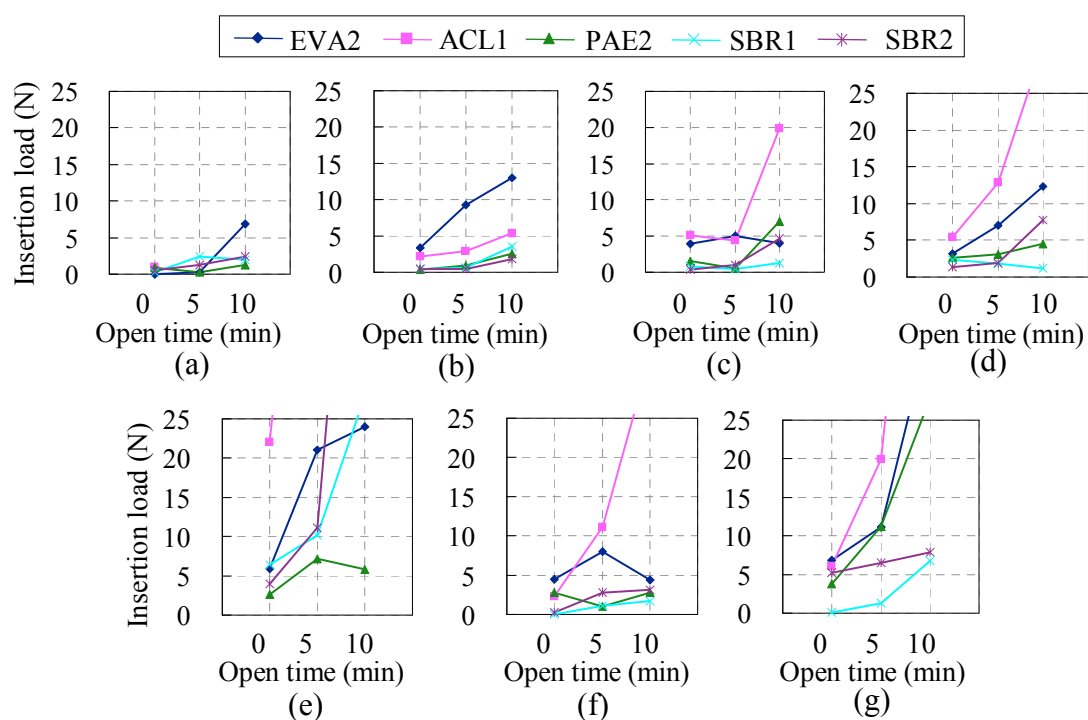 EVA2 ACL1 PAE2 SBR1 SBR2
Insertion load (N)
25 25 25 25
20 20 20 20
15 15 15 15
10 10 10 10
5 5 5 5
0 0 0 0
0 5 10 0 5 10 0 5 10 0 5 10
Open time (min) Open time (min) Open time (min) Open time (min)
(a) (b) (c) (d)
Insertion load (N)
25 25 25
20 20 20
15 15 15
10 10 10
5 5 5
0 0 0
0 5 10 0 5 10 0 5 10
Open time (min) Open time (min) Open time (min)
(e) (f) (g)